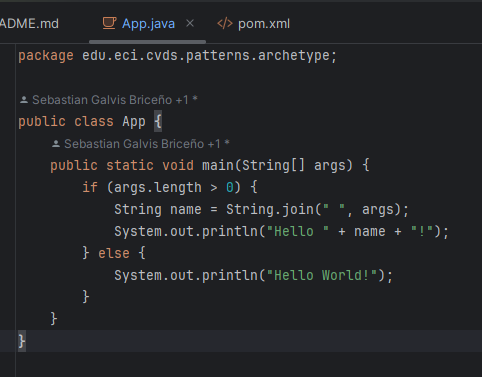 ADME.md App.java pom.xml
package edu.eci.cvds.patterns.archetype;
Sebastian Galvis Briceño +1 *
public class App {
Sebastian Galvis Briceño +1 *
public static void main(String[] args) {
if (args.length > 0) {
String name = String.join(" ", args);
System.out.println("Hello " + name + "!");
} else {
System.out.println("Hello World!");
}
}
}